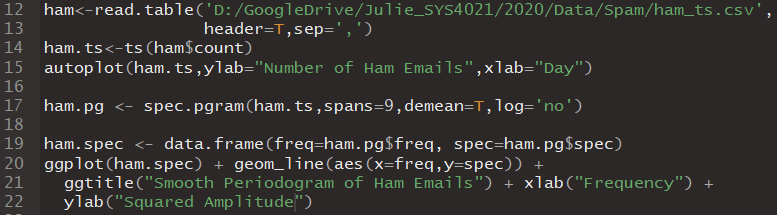 12 ham<-read.table('D:/GoogleDrive/Julie_SYS4021/2020/Data/Spam/ham_ts.csv',
13 header=T,sep=',')
14 ham.ts<-ts(ham$count)
15 autoplot(ham.ts,ylab="Number of Ham Emails",xlab="Day")
16
17 ham.pg <- spec.pgram(ham.ts,spans=9,demean=T,log='no')
18
19 ham.spec <- data.frame(freq=ham.pg$freq, spec=ham.pg$spec)
20 ggplot(ham.spec) + geom_line(aes(x=freq,y=spec)) +
21 ggtitle("Smooth Periodogram of Ham Emails") + xlab("Frequency") +
22 ylab("Squared Amplitude")